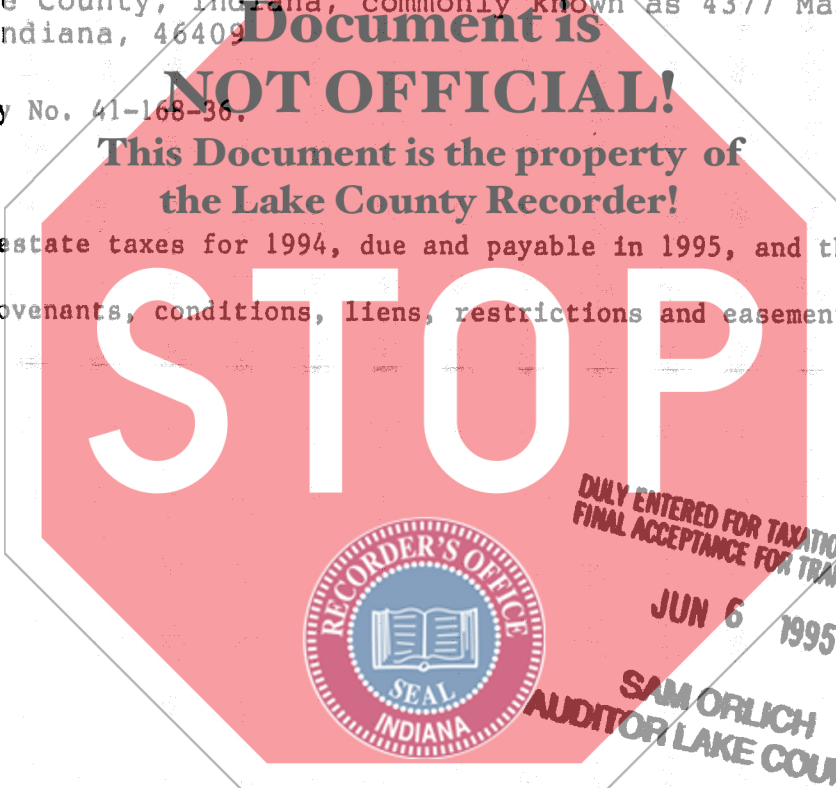 e County, Indiana, commonly known as 4377 Ma
ndiana, 46409
Document is
NOT OFFICIAL!
y No. 41-168-36.
This Document is the property of
the Lake County Recorder!
estate taxes for 1994, due and payable in 1995, and th
ovenants, conditions, liens, restrictions and easemen
STOP
DULY ENTERED FOR TAXATIO
FINAL ACCEPTANCE FOR TRA
JUN 6 1995
SAM ORLICH
AUDITOR LAKE COU
RECORDER'S OFFICE
SEAL
INDIANA